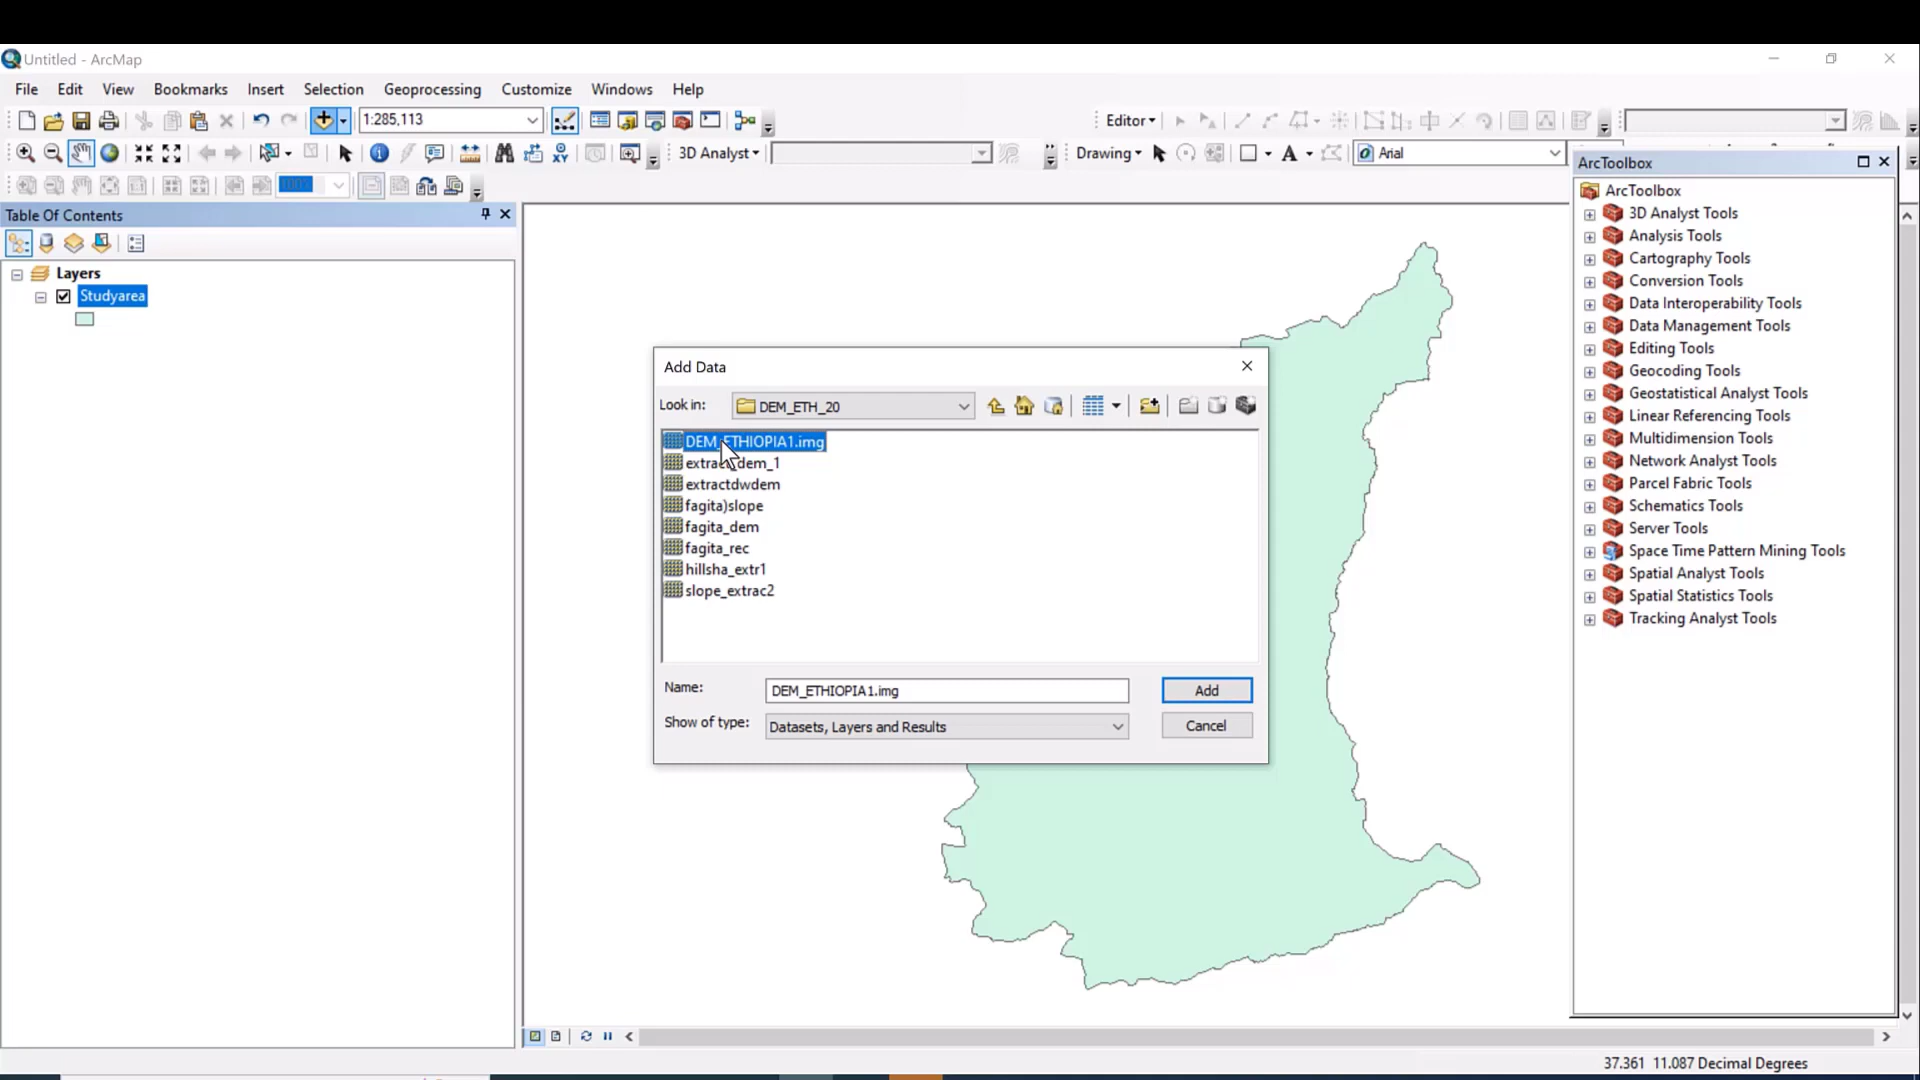 Untitled - ArcMap
File Edit View Bookmarks Insert Selection Geoprocessing Customize Windows Help
1:285,113
Editor
3D Analyst
Drawing
Arial
100%
Table Of Contents
Layers
Studyarea
Add Data
Look in: DEM_ETH_20
DEM_ETHIOPIA1.img
dem_1
extractdwdem
fagita)slope
fagita_dem
fagita_rec
hillsha_extr1
slope_extrac2
Name: DEM_ETHIOPIA1.img
Add
Show of type: Datasets, Layers and Results
Cancel
ArcToolbox
ArcToolbox
3D Analyst Tools
Analysis Tools
Cartography Tools
Conversion Tools
Data Interoperability Tools
Data Management Tools
Editing Tools
Geocoding Tools
Geostatistical Analyst Tools
Linear Referencing Tools
Multidimension Tools
Network Analyst Tools
Parcel Fabric Tools
Schematics Tools
Server Tools
Space Time Pattern Mining Tools
Spatial Analyst Tools
Spatial Statistics Tools
Tracking Analyst Tools
37.361 11.087 Decimal Degrees